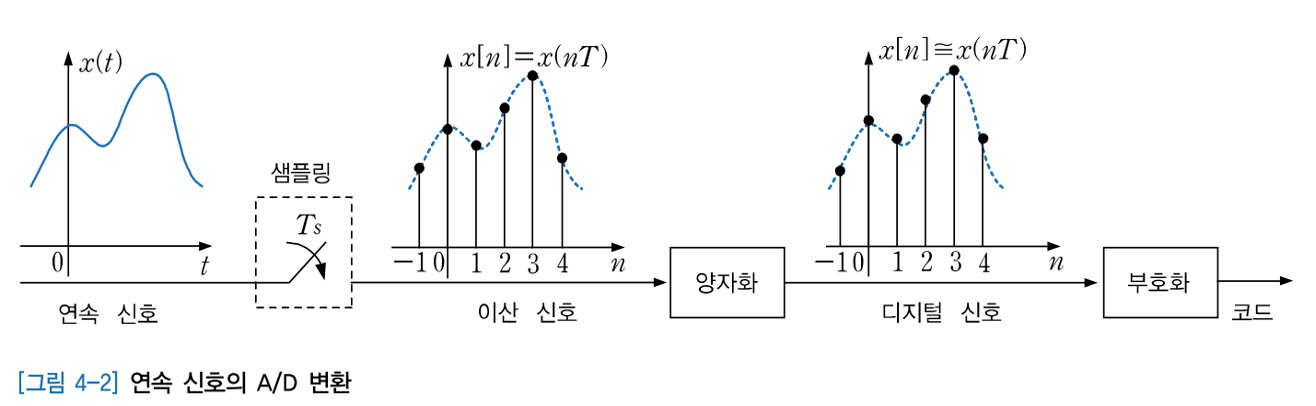 x(t)
0
t
연속 신호
샘플링
Ts
x[n]=x(nT)
−1 0 1 2 3 4 n
이산 신호
양자화
x[n]≅x(nT)
−1 0 1 2 3 4 n
디지털 신호
부호화
코드
[그림 4-2] 연속 신호의 A/D 변환